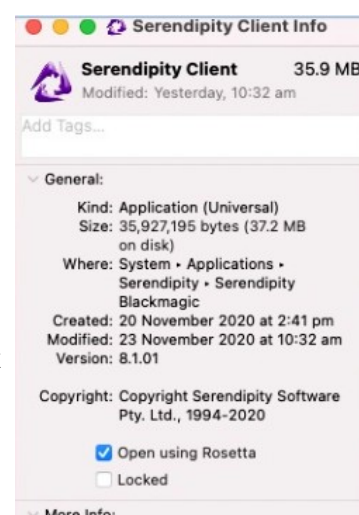 Serendipity Client Info
Serendipity Client 35.9 MB
Modified: Yesterday, 10:32 am
Add Tags...
General:
Kind: Application (Universal)
Size: 35,927,195 bytes (37.2 MB
on disk)
Where: System ▸ Applications ▸
Serendipity ▸ Serendipity
Blackmagic
Created: 20 November 2020 at 2:41 pm
Modified: 23 November 2020 at 10:32 am
Version: 8.1.01
Copyright: Copyright Serendipity Software
Pty. Ltd., 1994-2020
Open using Rosetta
Locked
More Info: